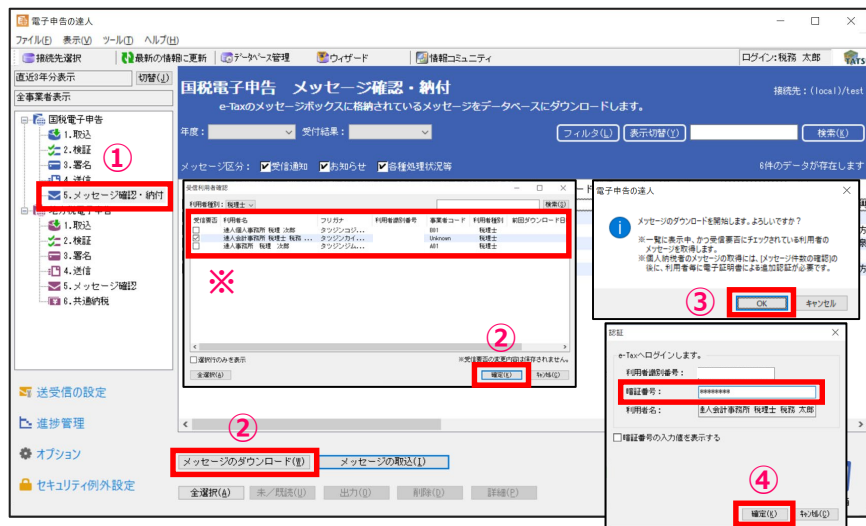 電子申告の達人
ファイル(F) 表示(V) ツール(T) ヘルプ(H)
接続先選択 最新の情報に更新 データベース管理 ウィザード 情報コミュニティ ログイン:税務 太郎 TATS
直近3年分表示 切替(J)
全事業者表示
国税電子申告
1.取込
2.検証
3.署名
4.送信
5.メッセージ確認・納付
1.取込
2.検証
3.署名
4.送信
5.メッセージ確認
6.共通納税
①
送受信の設定
進捗管理
オプション
セキュリティ例外設定
国税電子申告 メッセージ確認・納付
e-Taxのメッセージボックスに格納されているメッセージをデータベースにダウンロードします。
接続先:(local)/test
年度: 受付結果: フィルタ(L) 表示切替(Y) 検索(K)
メッセージ区分: 受信通知 お知らせ 各種処理状況等 6件のデータが存在します
受信利用者確認
利用者種別: 税理士 検索(S)
受信要否 利用者名 フリガナ 利用者識別番号 事業者コード 利用者種別 前回ダウンロード日
達人個人事務所 税理 次郎 タツジンコジ... B01 税理士
達人会計事務所 税理士 税務 ... タツジンカイ... Unknown 税理士
達人事務所 税理 次郎 タツジンジム... A01 税理士
※
選択行のみを表示 ※受信要否の変更内容は保存されません。
全選択(A) ② 確定(K) キャンセル(C)
電子申告の達人
メッセージのダウンロードを開始します。よろしいですか?
※一覧に表示中、かつ受信要否にチェックされている利用者の
メッセージを取得します。
※個人納税者のメッセージの取得には、[メッセージ件数の確認]の
後に、利用者毎に電子証明書による追加認証が必要です。
③ OK キャンセル
認証
e-Taxへログインします。
利用者識別番号:
暗証番号: ********
利用者名: 達人会計事務所 税理士 税務 太郎
暗証番号の入力値を表示する
④
確定(K) キャンセル(C)
②
メッセージのダウンロード(W) メッセージの取込(I)
全選択(A) 未/既読(U) 出力(O) 削除(D) 詳細(P)